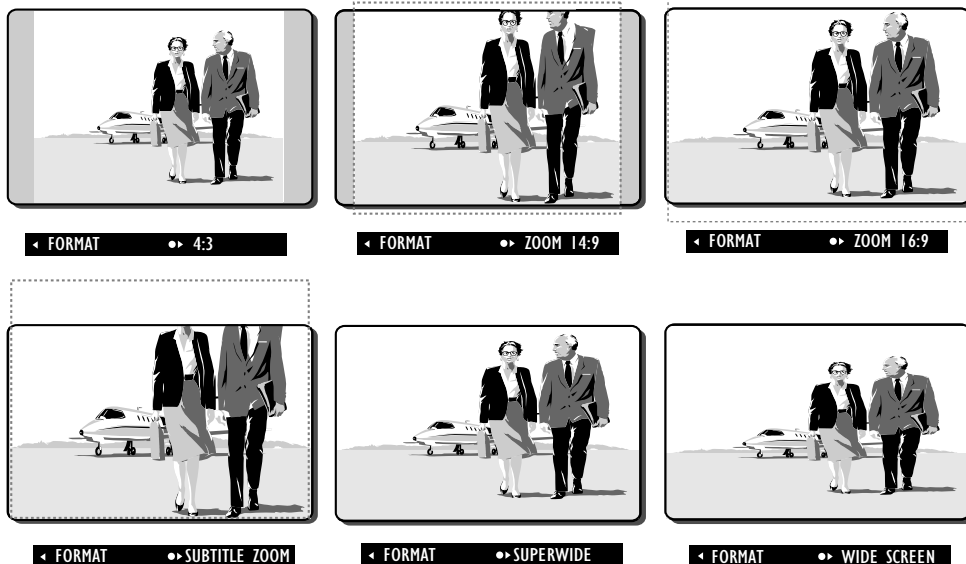 ◂ FORMAT ●▸ 4:3
◂ FORMAT ●▸ ZOOM 14:9
◂ FORMAT ●▸ ZOOM 16:9
◂ FORMAT ●▸ SUBTITLE ZOOM
◂ FORMAT ●▸ SUPERWIDE
◂ FORMAT ●▸ WIDE SCREEN